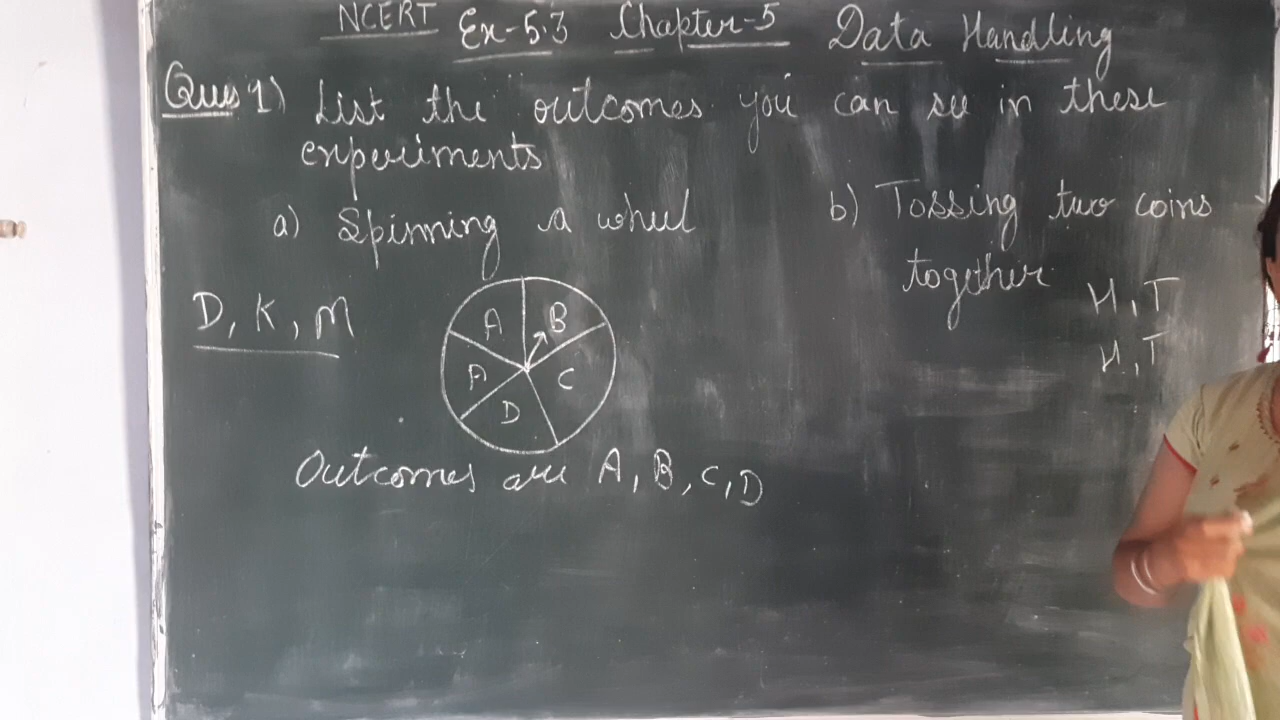 NCERT Ex-5.3 Chapter-5 Data Handling
Ques 1) List the outcomes you can see in these
experiments
a) Spinning a wheel
b) Tossing two coins
together
H, T
H, T
D, K, M
A B
A C
D
Outcomes are A, B, C, D